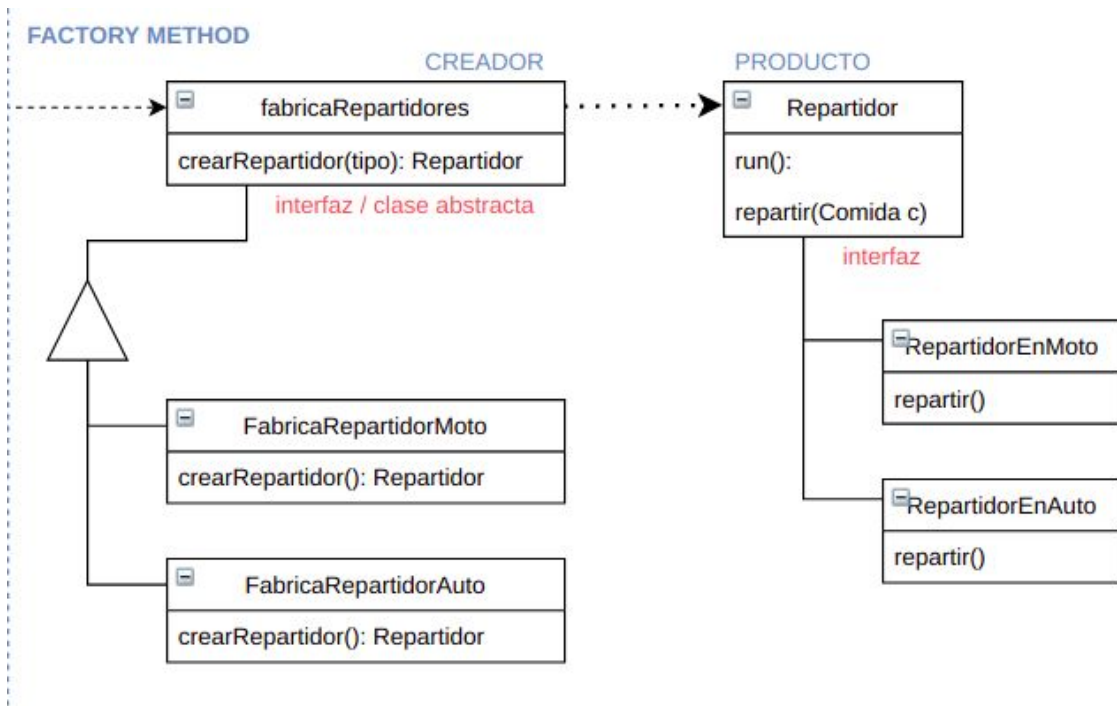 FACTORY METHOD
CREADOR
fabricaRepartidores
crearRepartidor(tipo): Repartidor
interfaz / clase abstracta
FabricaRepartidorMoto
crearRepartidor(): Repartidor
FabricaRepartidorAuto
crearRepartidor(): Repartidor
PRODUCTO
Repartidor
run():
repartir(Comida c)
interfaz
RepartidorEnMoto
repartir()
RepartidorEnAuto
repartir()